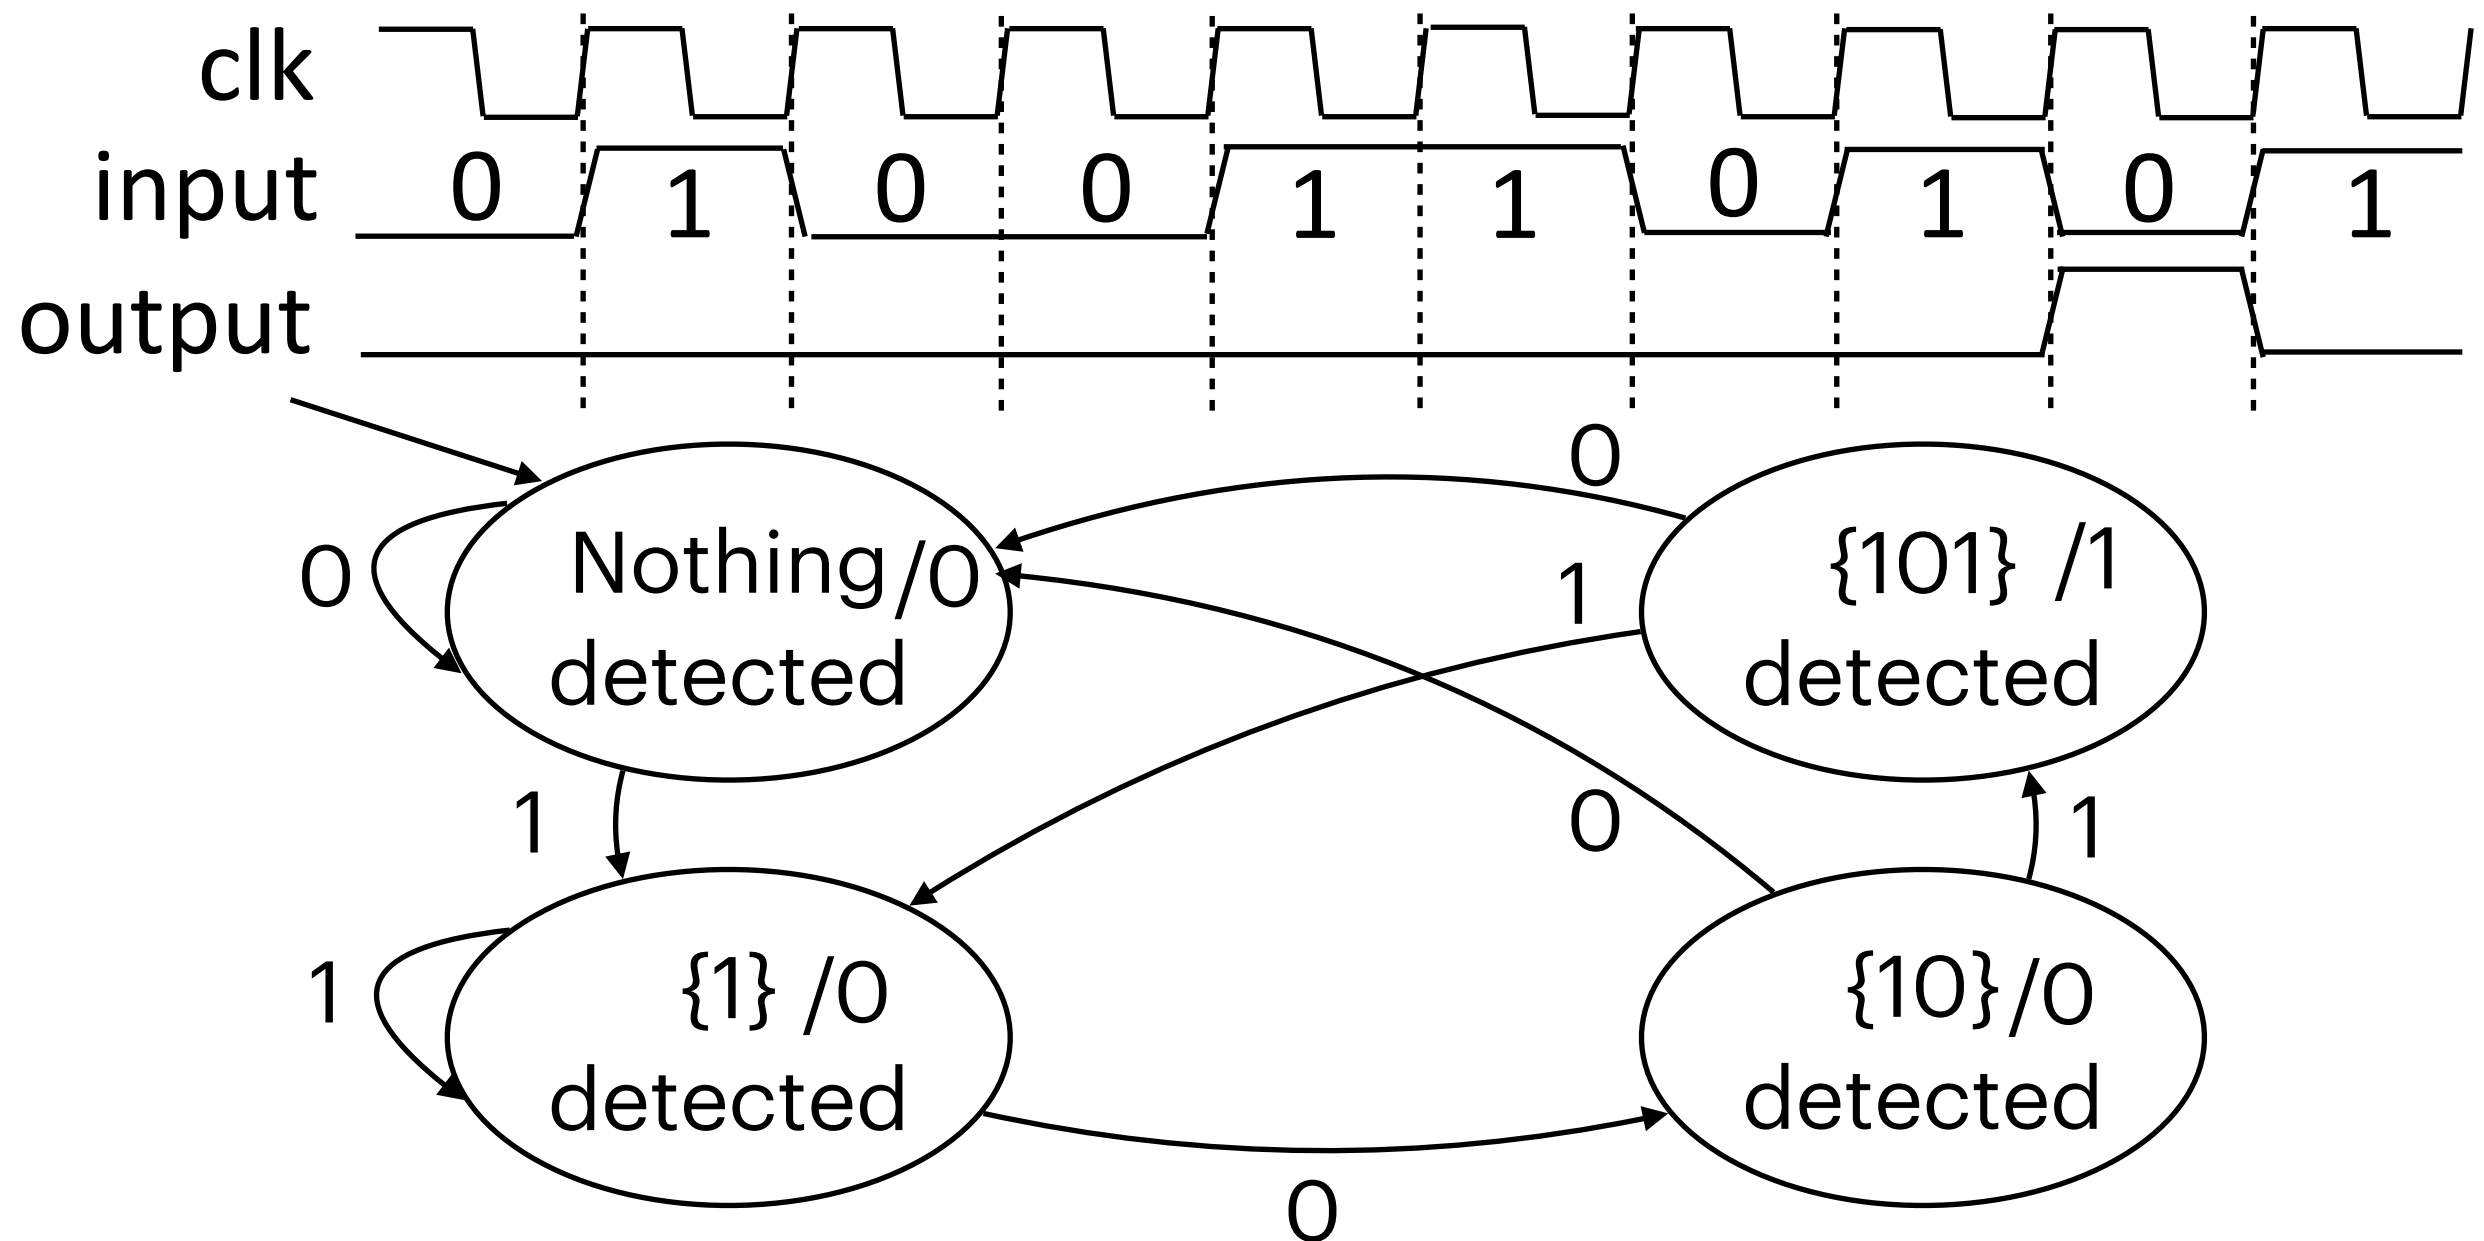 clk
input 0 1 0 0 1 1 0 1 0 1
output
0
Nothing/0
detected
0
{101} /1
detected
1
1
0
1
1
{1} /0
detected
{10}/0
detected
0